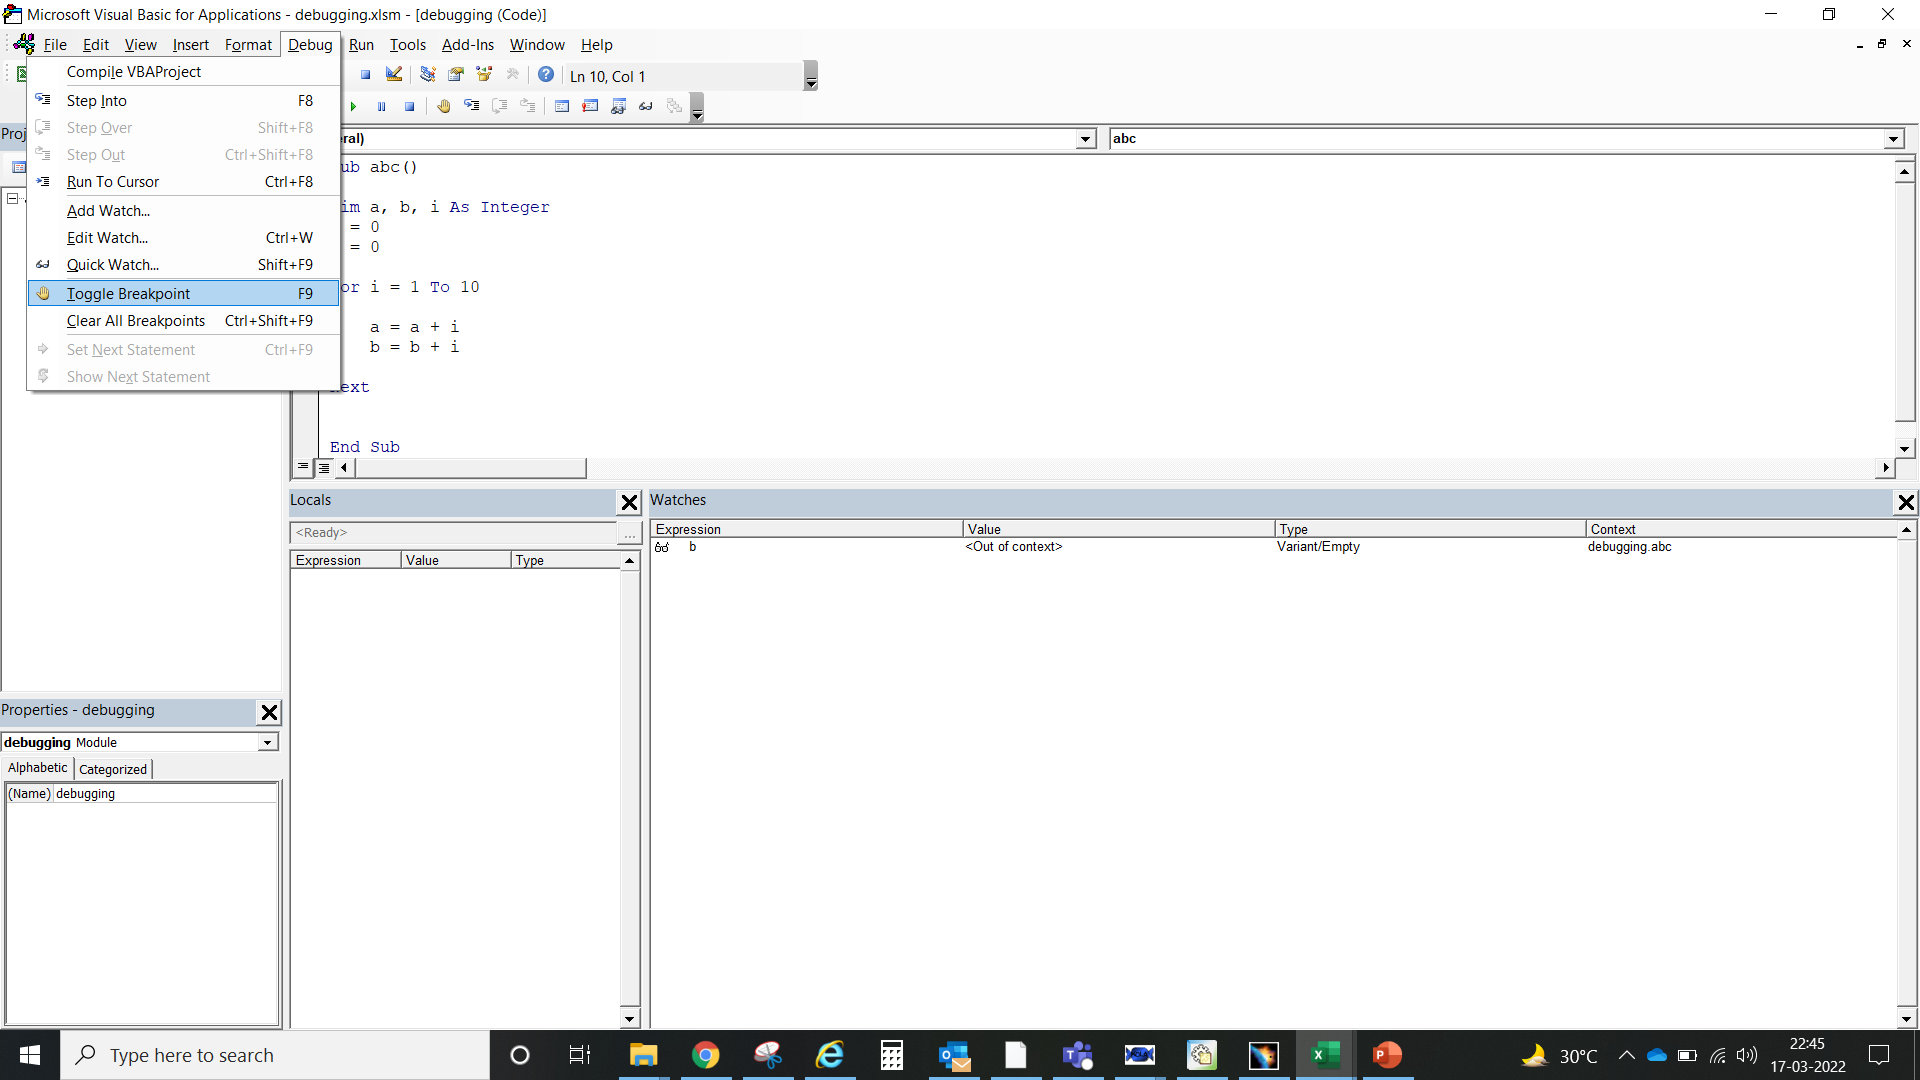 Microsoft Visual Basic for Applications - debugging.xlsm - [debugging (Code)]
File Edit View Insert Format Debug Run Tools Add-Ins Window Help
Ln 10, Col 1
Compile VBAProject
Step Into F8
Step Over Shift+F8
Step Out Ctrl+Shift+F8
Run To Cursor Ctrl+F8
Add Watch...
Edit Watch... Ctrl+W
Quick Watch... Shift+F9
Toggle Breakpoint F9
Clear All Breakpoints Ctrl+Shift+F9
Set Next Statement Ctrl+F9
Show Next Statement
Proj
eral) abc
ub abc()
im a, b, i As Integer
= 0
= 0
or i = 1 To 10
a = a + i
b = b + i
ext
End Sub
Locals
<Ready> ...
Expression Value Type
Watches
Expression Value Type Context
b <Out of context> Variant/Empty debugging.abc
Properties - debugging
debugging Module
Alphabetic Categorized
(Name) debugging
Type here to search
30°C
22:45
17-03-2022